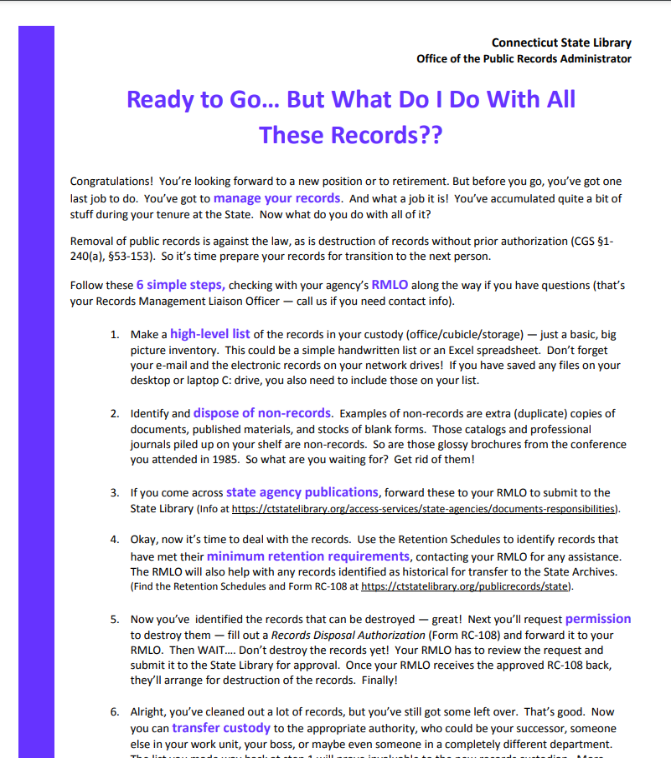 Connecticut State Library
Office of the Public Records Administrator
Ready to Go… But What Do I Do With All
These Records??
Congratulations!  You’re looking forward to a new position or to retirement. But before you go, you’ve got one
last job to do.  You’ve got to manage your records.  And what a job it is!  You’ve accumulated quite a bit of
stuff during your tenure at the State.  Now what do you do with all of it?
Removal of public records is against the law, as is destruction of records without prior authorization (CGS §1-
240(a), §53-153).  So it’s time prepare your records for transition to the next person.
Follow these 6 simple steps, checking with your agency’s RMLO along the way if you have questions (that’s
your Records Management Liaison Officer — call us if you need contact info).
1. Make a high-level list of the records in your custody (office/cubicle/storage) — just a basic, big
picture inventory.  This could be a simple handwritten list or an Excel spreadsheet.  Don’t forget
your e-mail and the electronic records on your network drives!  If you have saved any files on your
desktop or laptop C: drive, you also need to include those on your list.
2. Identify and dispose of non-records.  Examples of non-records are extra (duplicate) copies of
documents, published materials, and stocks of blank forms.  Those catalogs and professional
journals piled up on your shelf are non-records.  So are those glossy brochures from the conference
you attended in 1985.  So what are you waiting for?  Get rid of them!
3. If you come across state agency publications, forward these to your RMLO to submit to the
State Library (Info at https://ctstatelibrary.org/access-services/state-agencies/documents-responsibilities).
4. Okay, now it’s time to deal with the records.  Use the Retention Schedules to identify records that
have met their minimum retention requirements, contacting your RMLO for any assistance.
The RMLO will also help with any records identified as historical for transfer to the State Archives.
(Find the Retention Schedules and Form RC-108 at https://ctstatelibrary.org/publicrecords/state).
5. Now you’ve  identified the records that can be destroyed — great!  Next you’ll request permission
to destroy them — fill out a Records Disposal Authorization (Form RC-108) and forward it to your
RMLO.  Then WAIT…. Don’t destroy the records yet!  Your RMLO has to review the request and
submit it to the State Library for approval.  Once your RMLO receives the approved RC-108 back,
they’ll arrange for destruction of the records.  Finally!
6. Alright, you’ve cleaned out a lot of records, but you’ve still got some left over.  That’s good.  Now
you can transfer custody to the appropriate authority, who could be your successor, someone
else in your work unit, your boss, or maybe even someone in a completely different department.